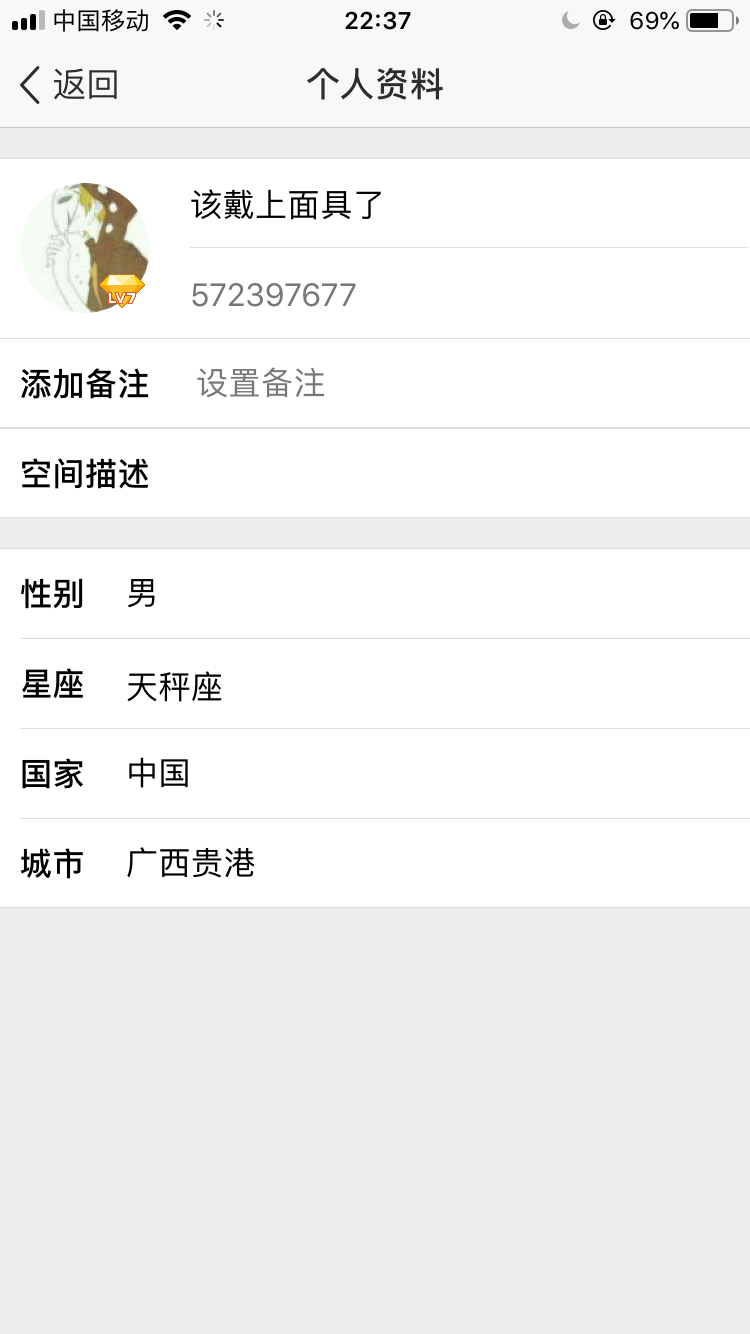 中国移动 22:37 69%
返回 个人资料
该戴上面具了
LV7
572397677
添加备注 设置备注
空间描述
性别 男
星座 天秤座
国家 中国
城市 广西贵港